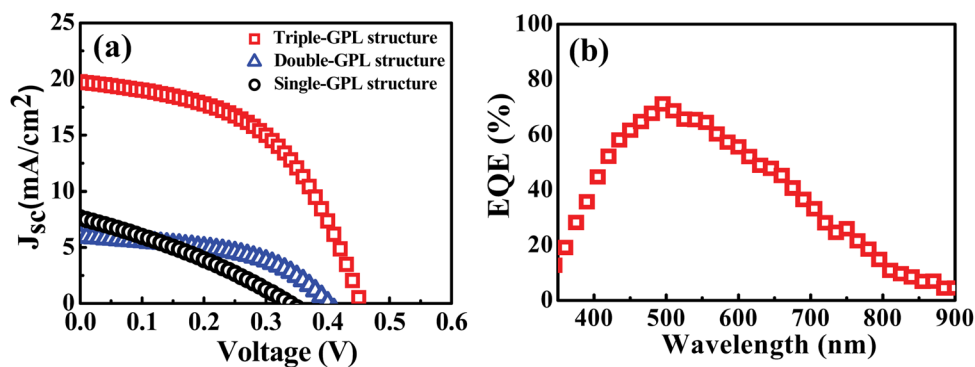 (a)
Triple-GPL structure
Double-GPL structure
Single-GPL structure
Jsc(mA/cm²)
25
20
15
10
5
0
0.0 0.1 0.2 0.3 0.4 0.5 0.6
Voltage (V)
(b)
EQE (%)
100
80
60
40
20
0
400 500 600 700 800 900
Wavelength (nm)